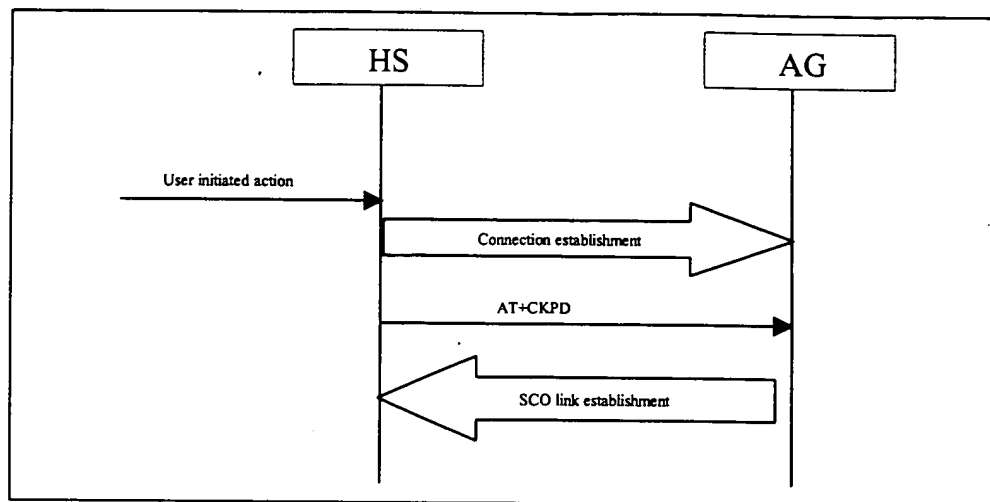 HS
AG
User initiated action
Connection establishment
AT+CKPD
SCO link establishment